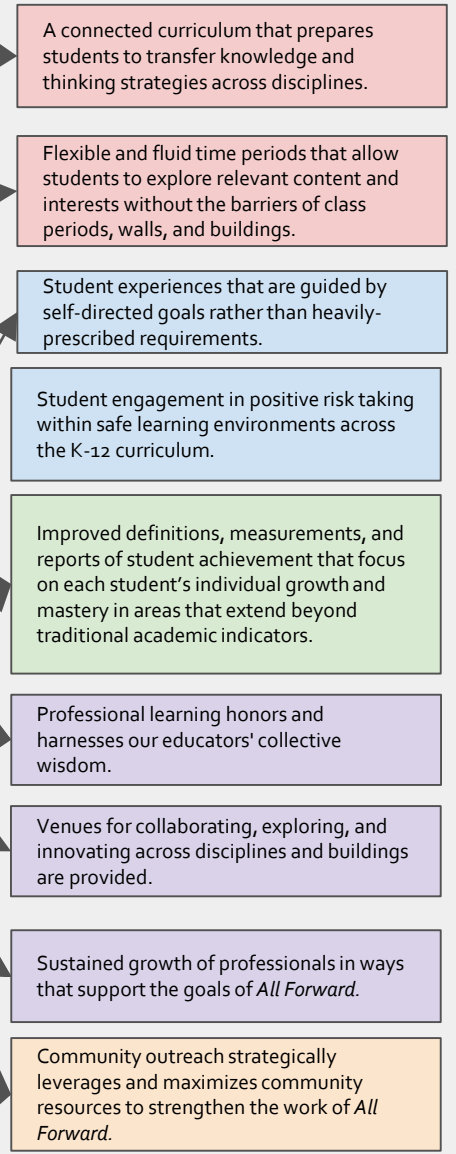 A connected curriculum that prepares
students to transfer knowledge and
thinking strategies across disciplines.
Flexible and fluid time periods that allow
students to explore relevant content and
interests without the barriers of class
periods, walls, and buildings.
Student experiences that are guided by
self-directed goals rather than heavily-
prescribed requirements.
Student engagement in positive risk taking
within safe learning environments across
the K-12 curriculum.
Improved definitions, measurements, and
reports of student achievement that focus
on each student’s individual growth and
mastery in areas that extend beyond
traditional academic indicators.
Professional learning honors and
harnesses our educators' collective
wisdom.
Venues for collaborating, exploring, and
innovating across disciplines and buildings
are provided.
Sustained growth of professionals in ways
that support the goals of All Forward.
Community outreach strategically
leverages and maximizes community
resources to strengthen the work of All
Forward.